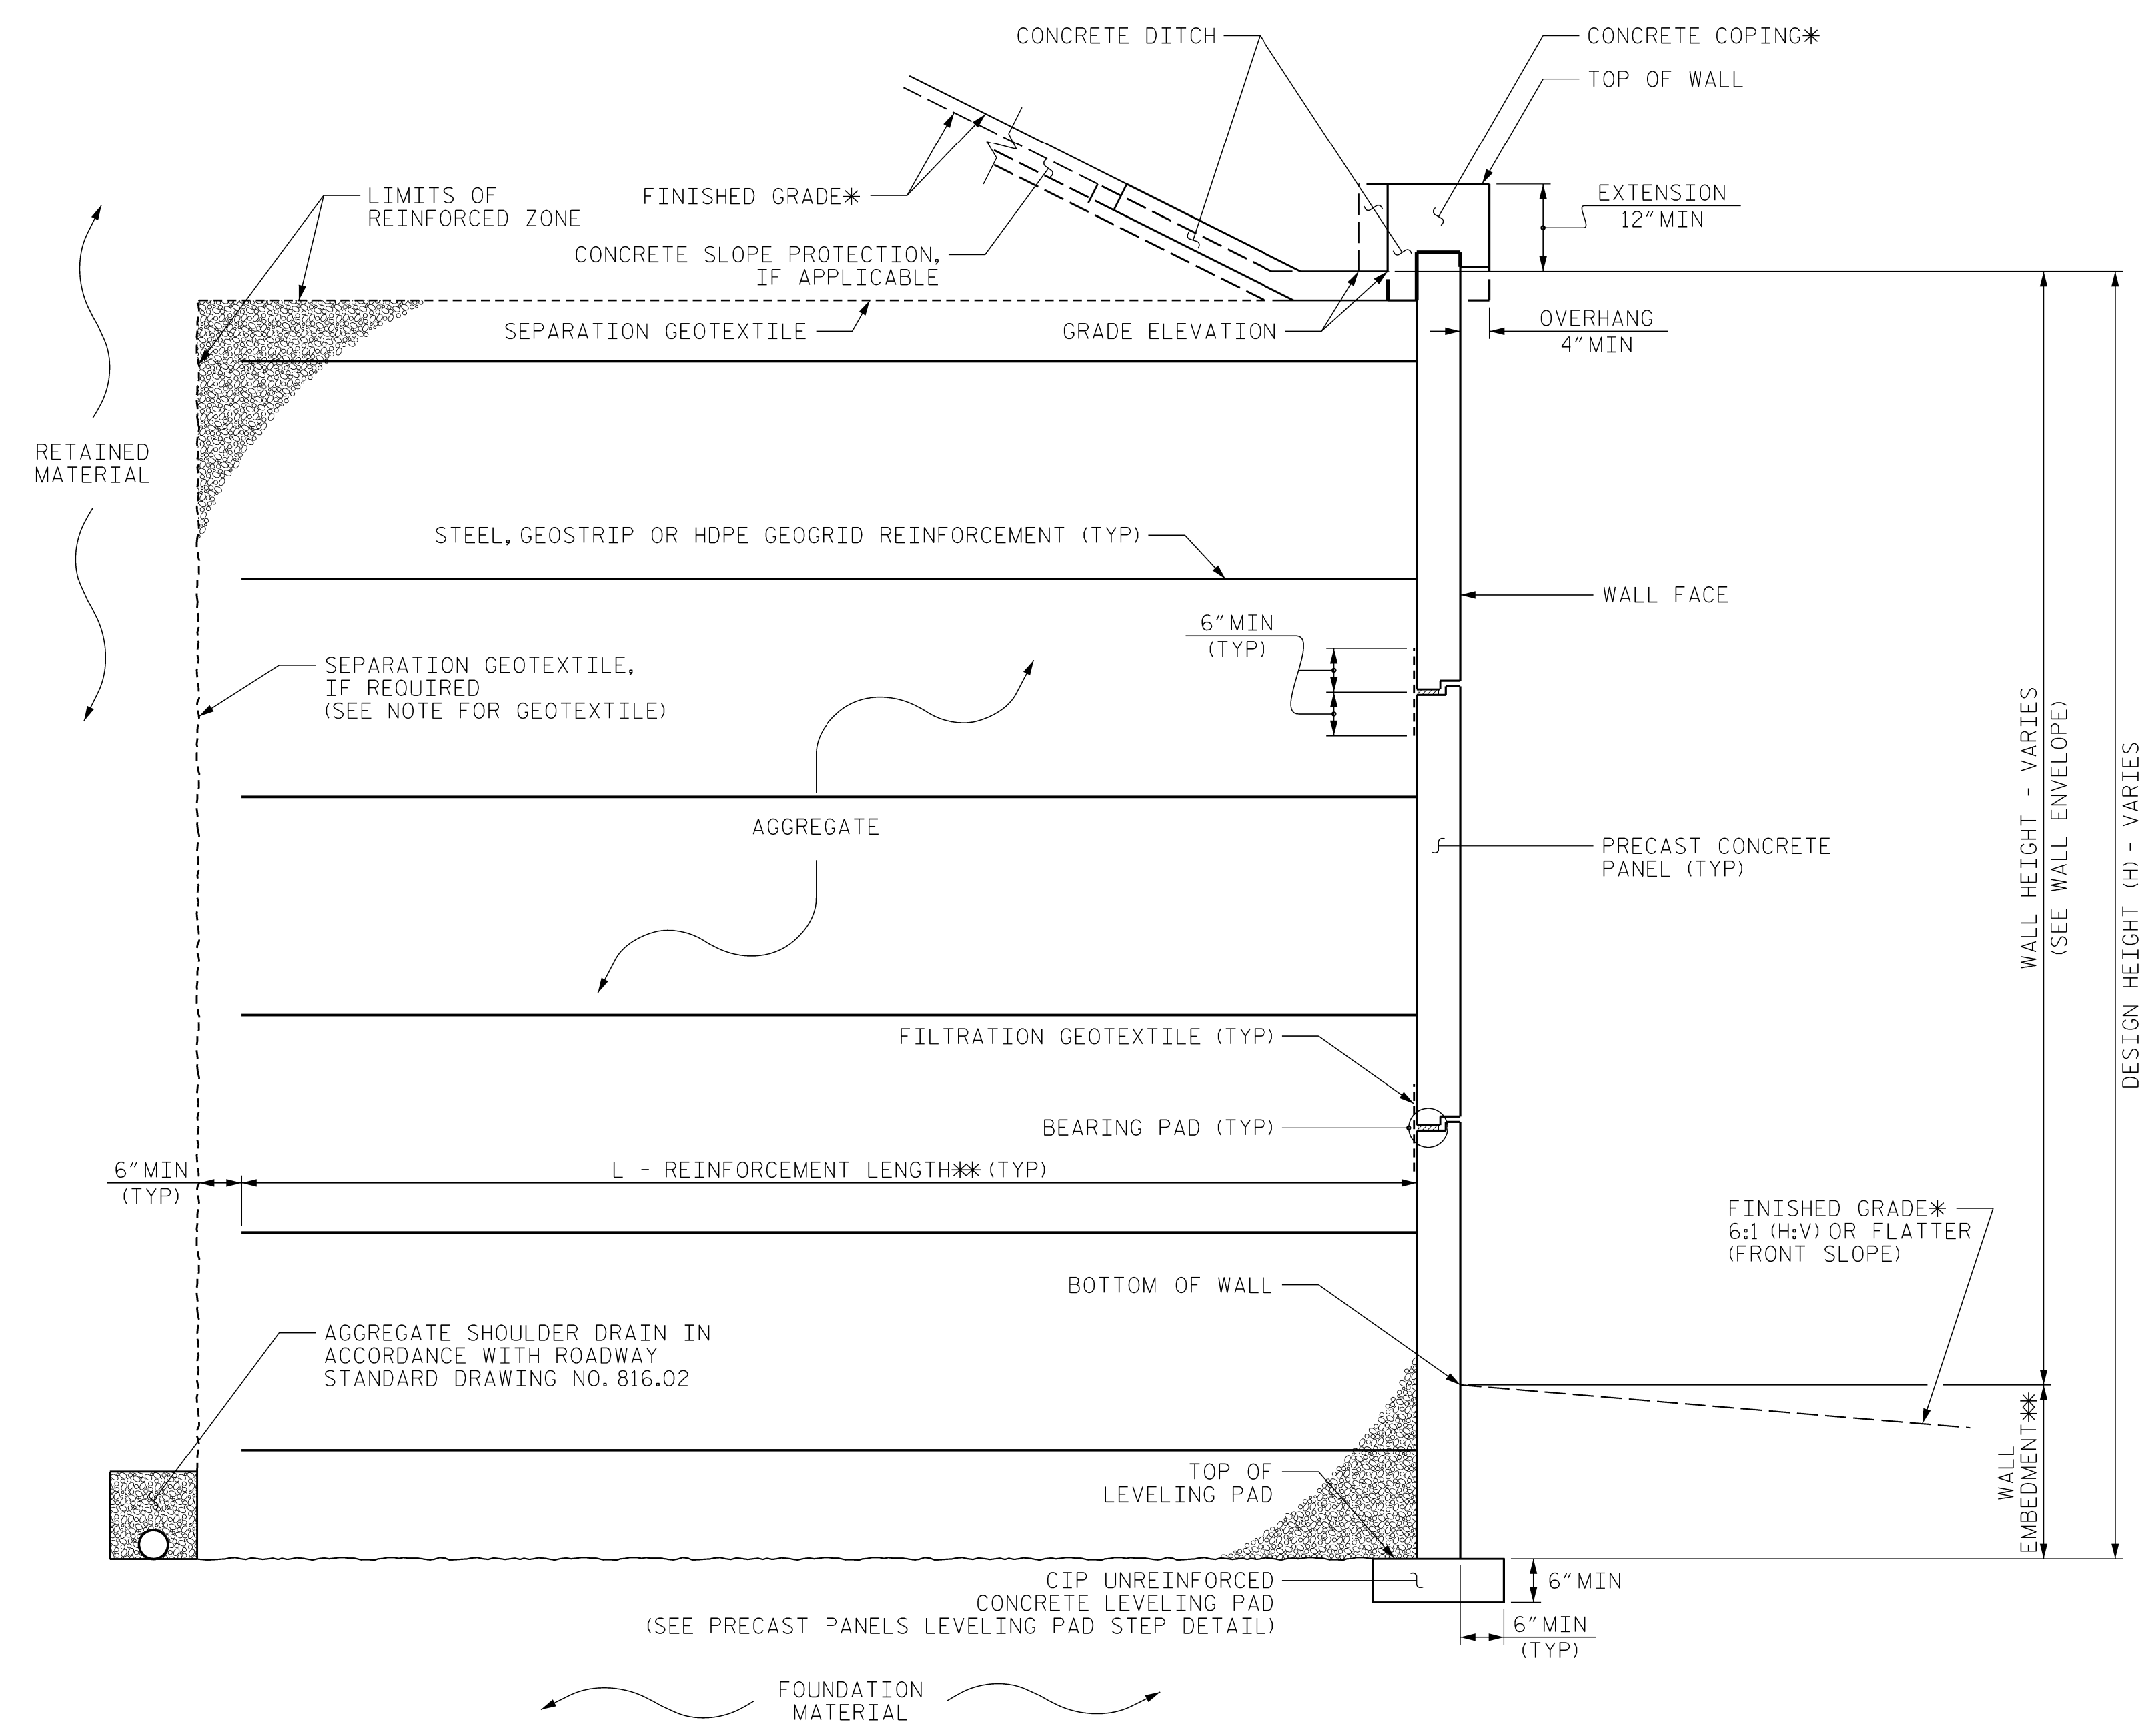 CONCRETE DITCH
CONCRETE COPING*
TOP OF WALL
LIMITS OF
REINFORCED ZONE
FINISHED GRADE*
EXTENSION
12"MIN
CONCRETE SLOPE PROTECTION,
IF APPLICABLE
SEPARATION GEOTEXTILE
GRADE ELEVATION
OVERHANG
4"MIN
RETAINED
MATERIAL
STEEL, GEOSTRIP OR HDPE GEOGRID REINFORCEMENT (TYP)
WALL FACE
6"MIN
(TYP)
SEPARATION GEOTEXTILE,
IF REQUIRED
(SEE NOTE FOR GEOTEXTILE)
AGGREGATE
PRECAST CONCRETE
PANEL (TYP)
WALL HEIGHT - VARIES
(SEE WALL ENVELOPE)
DESIGN HEIGHT (H) - VARIES
FILTRATION GEOTEXTILE (TYP)
BEARING PAD (TYP)
6"MIN
(TYP)
L - REINFORCEMENT LENGTH** (TYP)
FINISHED GRADE*
6:1 (H:V) OR FLATTER
(FRONT SLOPE)
BOTTOM OF WALL
AGGREGATE SHOULDER DRAIN IN
ACCORDANCE WITH ROADWAY
STANDARD DRAWING NO. 816.02
WALL
EMBEDMENT**
TOP OF
LEVELING PAD
CIP UNREINFORCED
CONCRETE LEVELING PAD
(SEE PRECAST PANELS LEVELING PAD STEP DETAIL)
6"MIN
6"MIN
(TYP)
FOUNDATION
MATERIAL